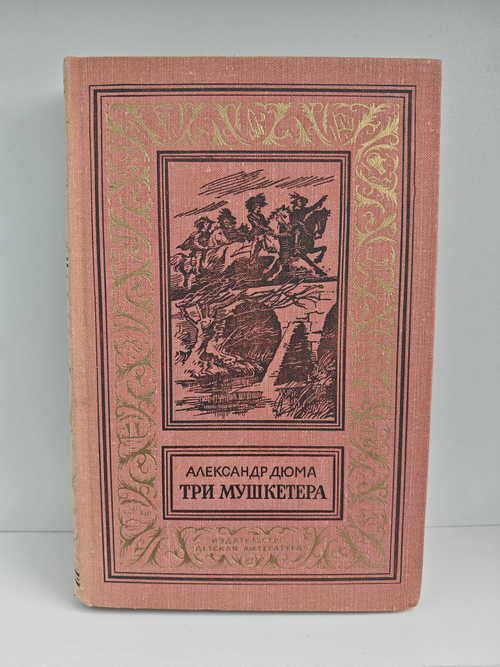 АЛЕКСАНДР ДЮМА
ТРИ МУШКЕТЕРА
ИЗДАТЕЛЬСТВО
ДЕТСКАЯ ЛИТЕРАТУРА